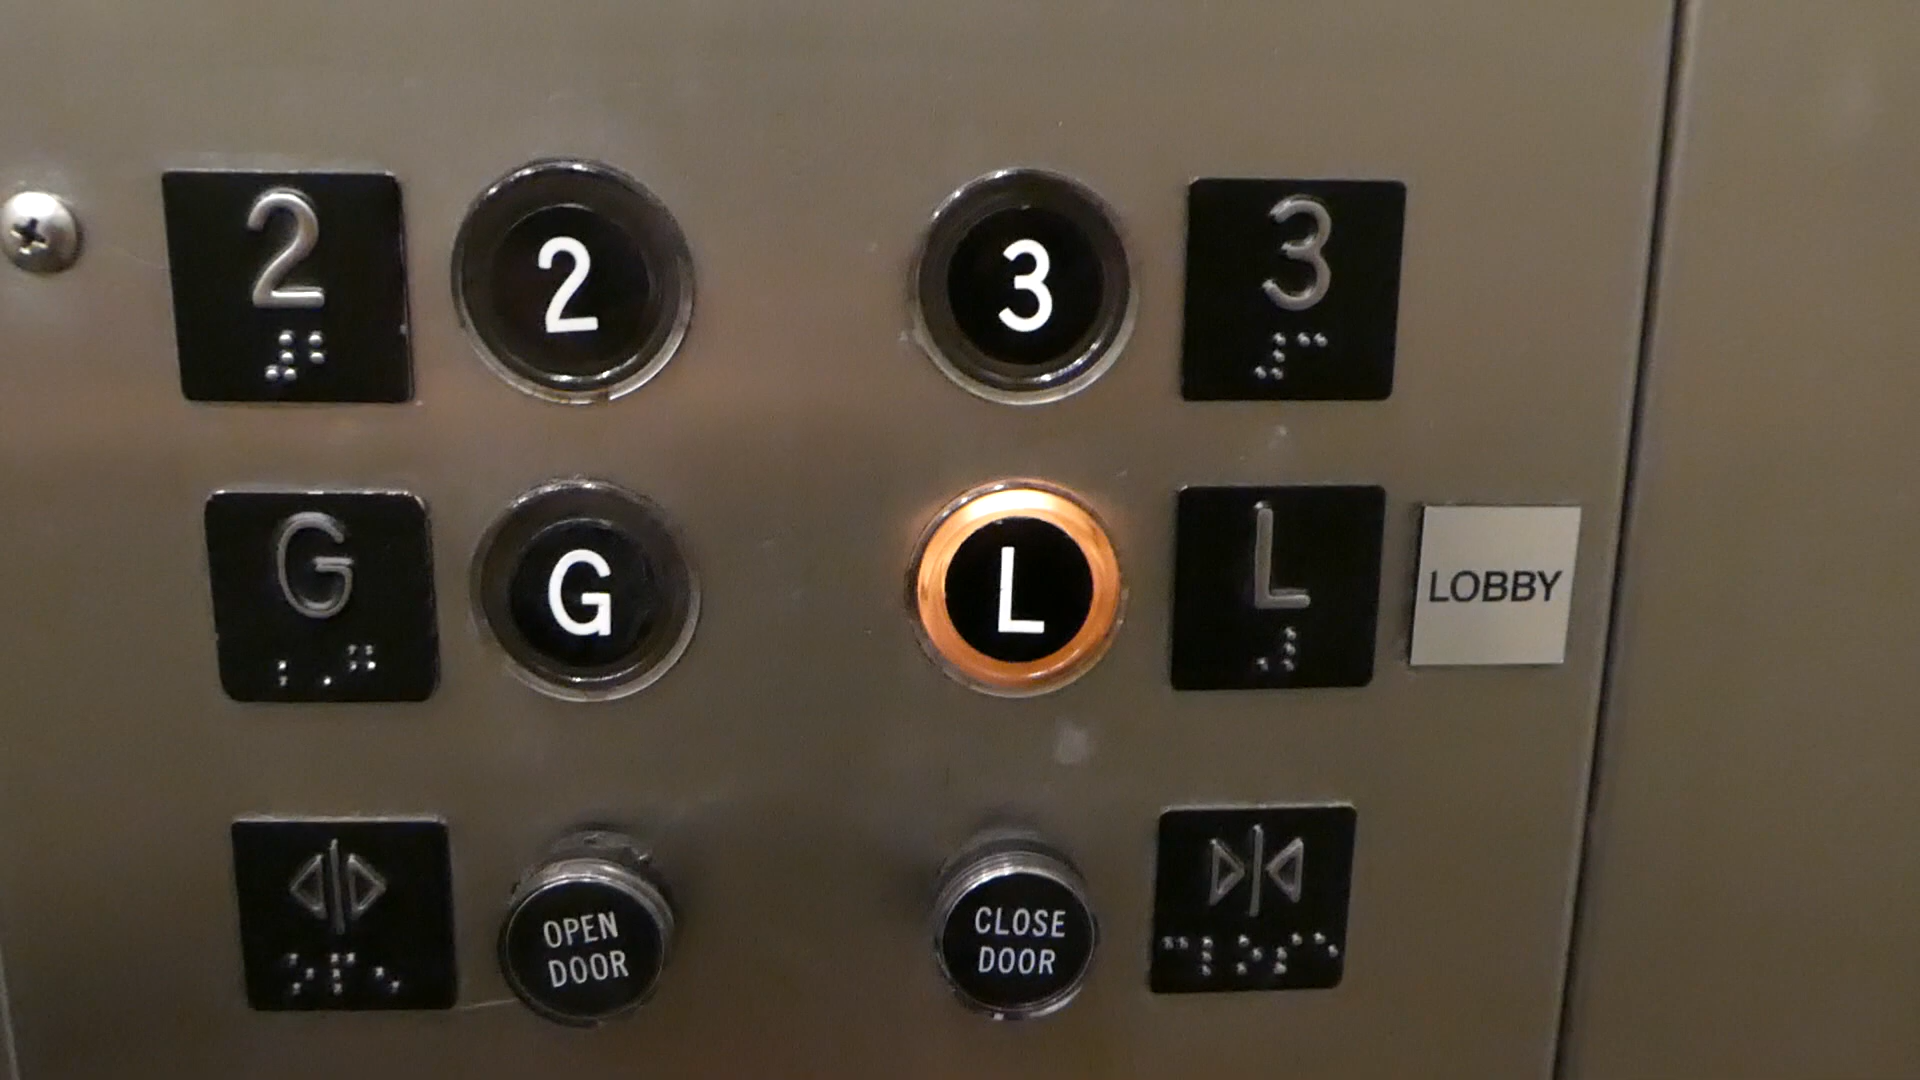 2 2 3 3
G G L L LOBBY
OPEN
DOOR
CLOSE
DOOR